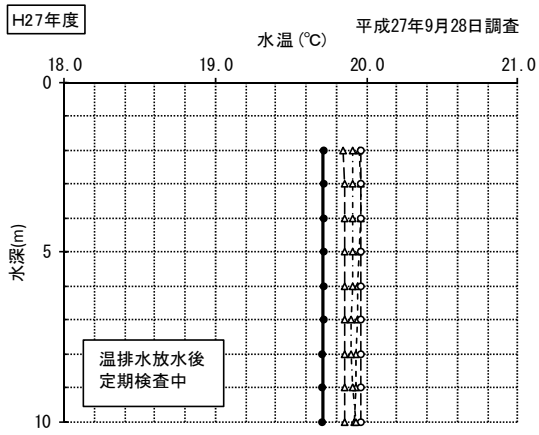 H27年度
平成27年9月28日調査
水温(℃)
18.0 19.0 20.0 21.0
0
5
10
水深(m)
温排水放水後
定期検査中